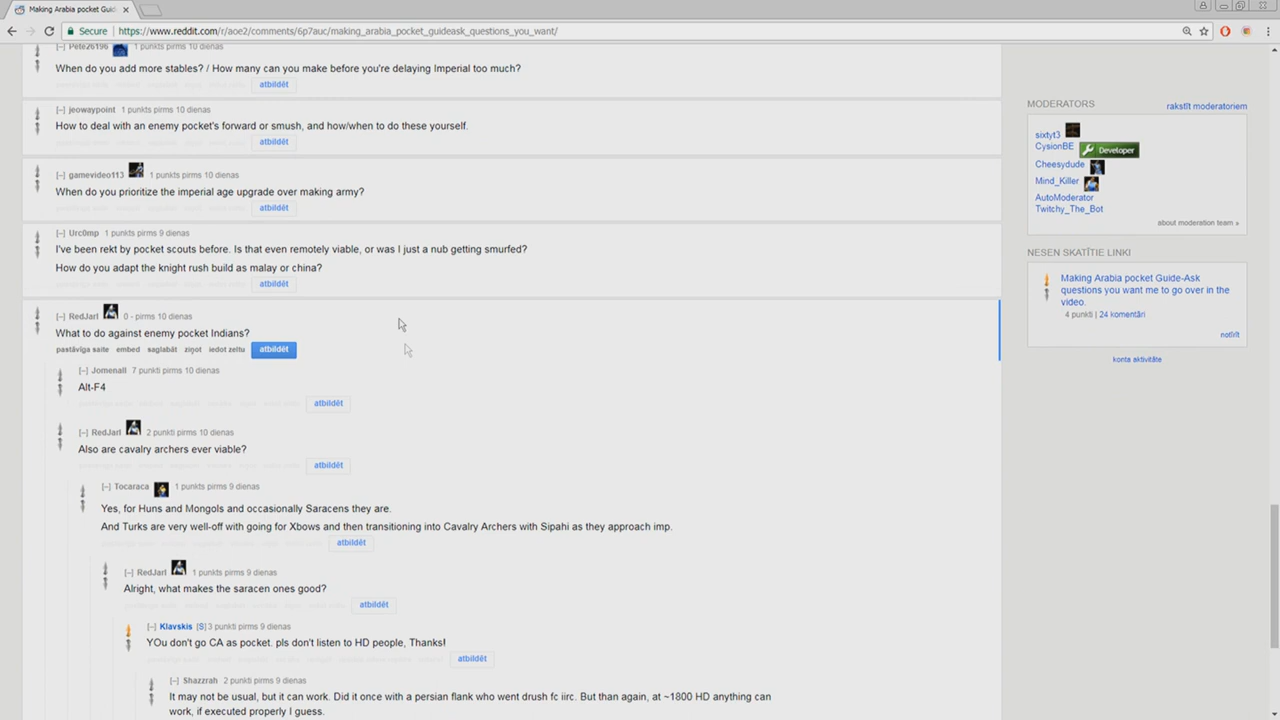 Making Arabia pocket Guid
Secure https://www.reddit.com/r/aoe2/comments/6p7auc/making_arabia_pocket_guideask_questions_you_want/
[–] Pete26196 1 punkts pirms 10 dienas
When do you add more stables? / How many can you make before you're delaying Imperial too much?
atbildēt
[–] jeowaypoint 1 punkts pirms 10 dienas
How to deal with an enemy pocket's forward or smush, and how/when to do these yourself.
atbildēt
[–] gamevideo113 1 punkts pirms 10 dienas
When do you prioritize the imperial age upgrade over making army?
atbildēt
[–] Urc0mp 1 punkts pirms 9 dienas
I've been rekt by pocket scouts before. Is that even remotely viable, or was I just a nub getting smurfed?
How do you adapt the knight rush build as malay or china?
atbildēt
[–] RedJarl 0 - pirms 10 dienas
What to do against enemy pocket Indians?
pastāvīga saite embed saglabāt ziņot iedot zeltu atbildēt
[–] Jomenall 7 punkti pirms 10 dienas
Alt-F4
atbildēt
[–] RedJarl 2 punkti pirms 10 dienas
Also are cavalry archers ever viable?
atbildēt
[–] Tocaraca 1 punkts pirms 9 dienas
Yes, for Huns and Mongols and occasionally Saracens they are.
And Turks are very well-off with going for Xbows and then transitioning into Cavalry Archers with Sipahi as they approach imp.
atbildēt
[–] RedJarl 1 punkts pirms 9 dienas
Alright, what makes the saracen ones good?
atbildēt
[–] Klavskis [S] 3 punkti pirms 9 dienas
YOu don't go CA as pocket. pls don't listen to HD people, Thanks!
atbildēt
[–] Shazzrah 2 punkti pirms 9 dienas
It may not be usual, but it can work. Did it once with a persian flank who went drush fc iirc. But than again, at ~1800 HD anything can
work, if executed properly I guess.
MODERATORS rakstīt moderatoriem
sixtyt3
CysionBE Developer
Cheesydude
Mind_Killer
AutoModerator
Twitchy_The_Bot
about moderation team »
NESEN SKATĪTIE LINKI
Making Arabia pocket Guide-Ask
questions you want me to go over in the
video.
4 punkti | 24 komentāri
notīrīt
konta aktivitāte